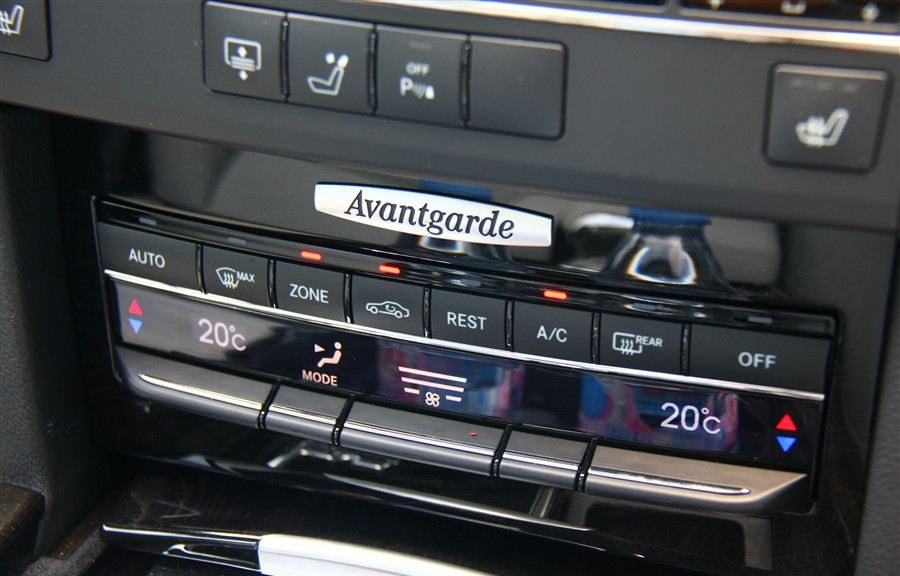 OFF
P
Avantgarde
AUTO
MAX
ZONE
REST
A/C
REAR
OFF
20°C
MODE
20°C